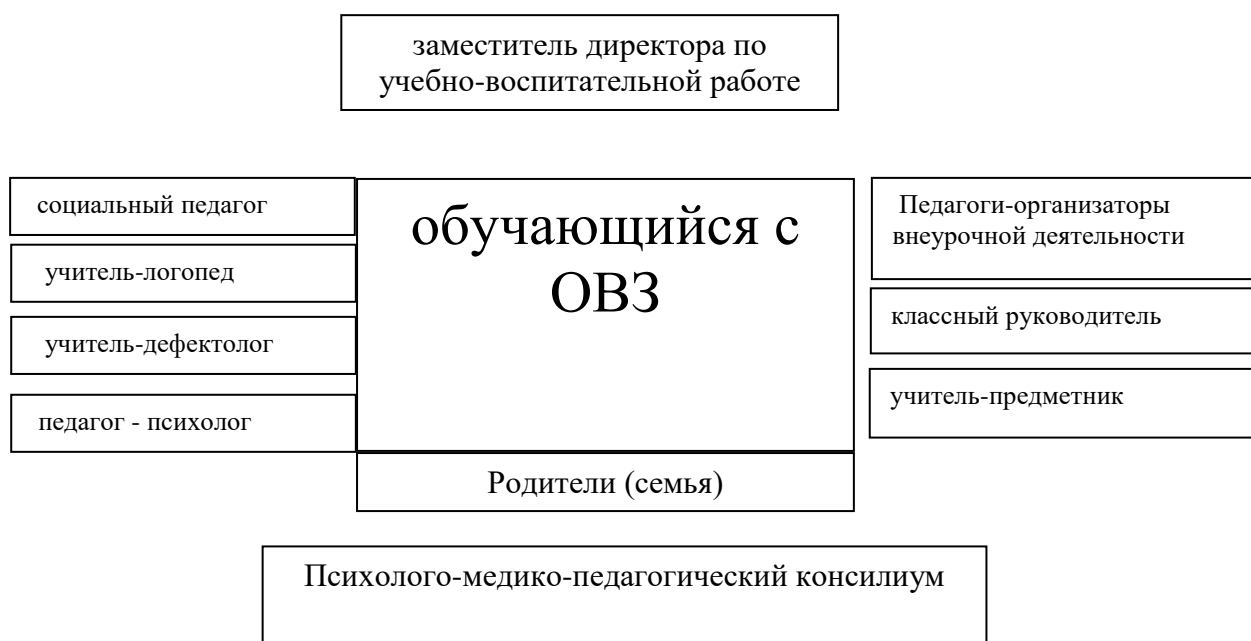 заместитель директора по
учебно-воспитательной работе
социальный педагог
учитель-логопед
учитель-дефектолог
педагог - психолог
обучающийся с
ОВЗ
Педагоги-организаторы
внеурочной деятельности
классный руководитель
учитель-предметник
Родители (семья)
Психолого-медико-педагогический консилиум